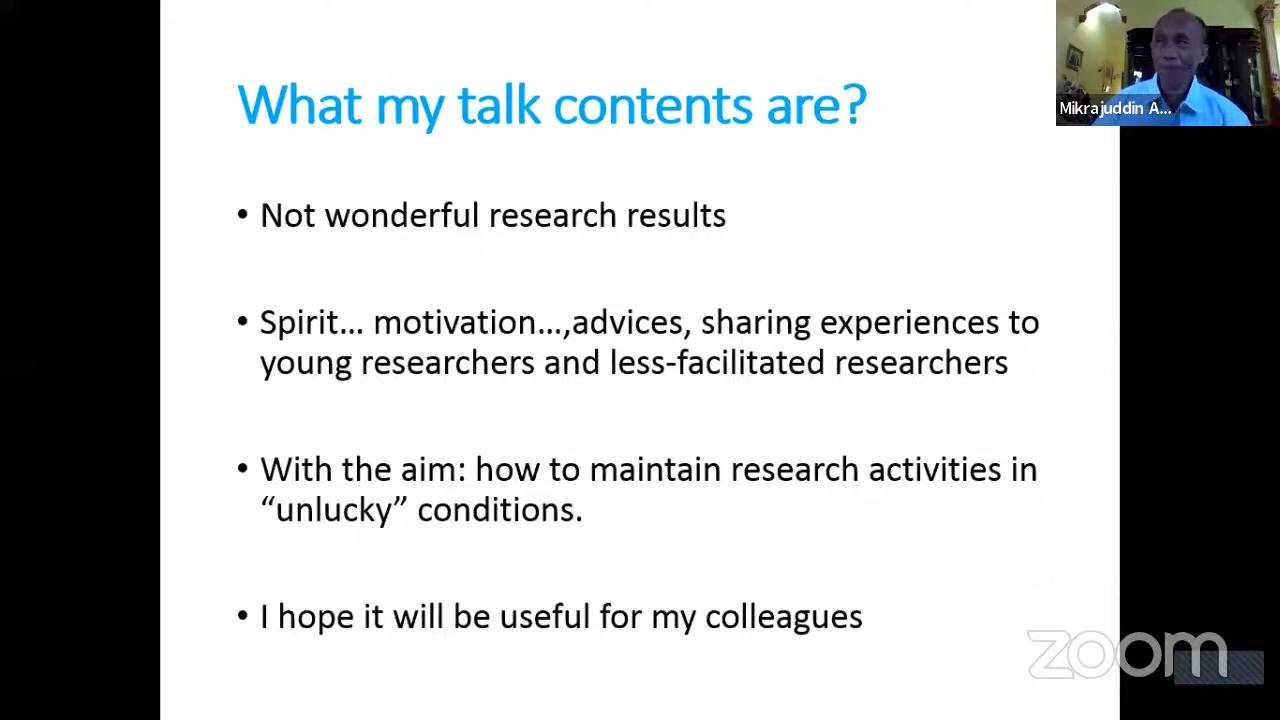 What my talk contents are?
Mikrajuddin A...
• Not wonderful research results
• Spirit… motivation…,advices, sharing experiences to
young researchers and less-facilitated researchers
• With the aim: how to maintain research activities in
“unlucky” conditions.
• I hope it will be useful for my colleagues
zoom